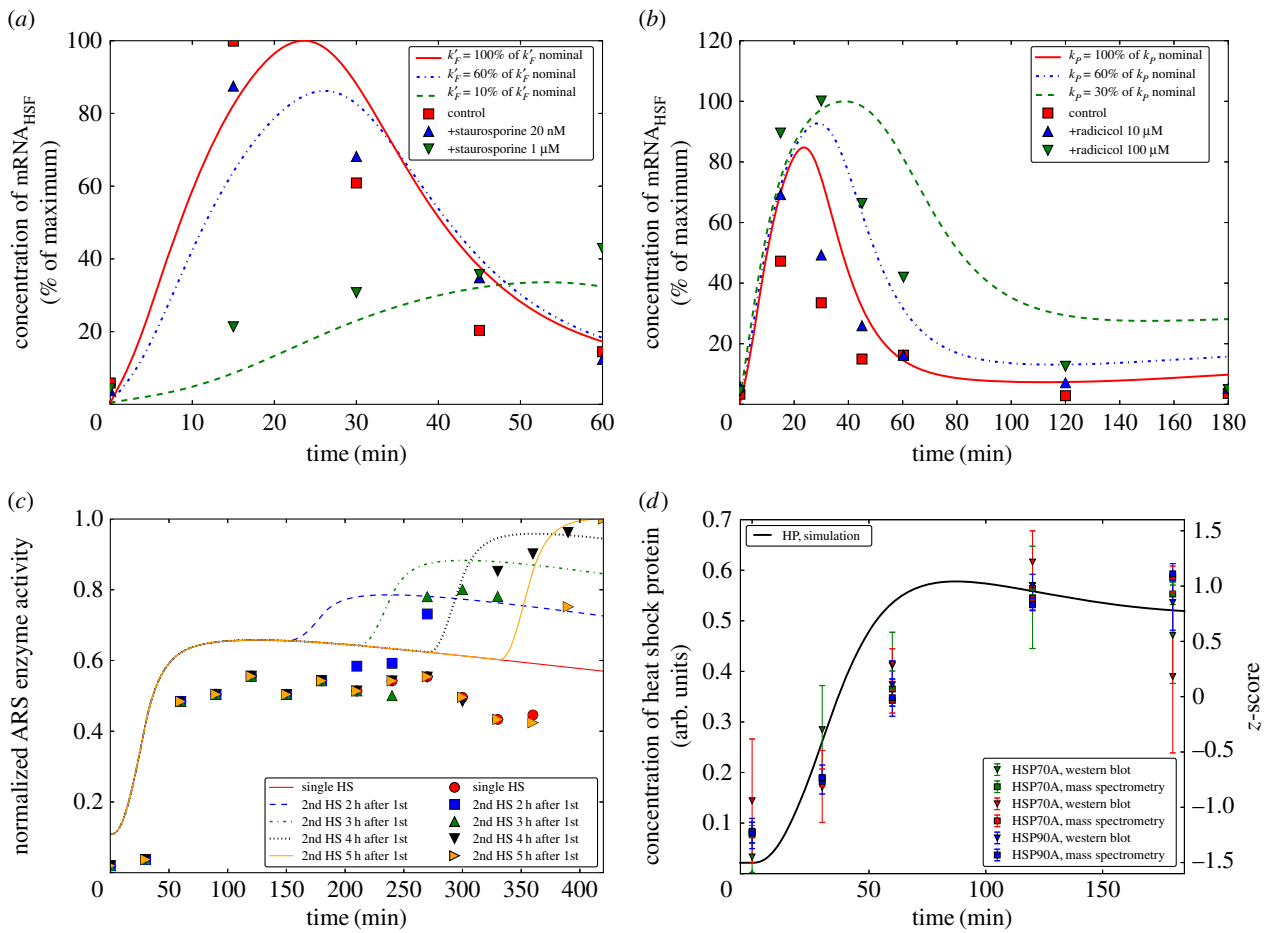 (a)
100
80
60
40
20
0
10
20
30
40
50
60
time (min)
concentration of mRNA_HSF
(% of maximum)
k′_F = 100% of k′_F nominal
k′_F = 60% of k′_F nominal
k′_F = 10% of k′_F nominal
control
+staurosporine 20 nM
+staurosporine 1 µM
(b)
120
100
80
60
40
20
0
20
40
60
80
100
120
140
160
180
time (min)
concentration of mRNA_HSF
(% of maximum)
k_P = 100% of k_P nominal
k_P = 60% of k_P nominal
k_P = 30% of k_P nominal
control
+radicicol 10 µM
+radicicol 100 µM
(c)
1.0
0.8
0.6
0.4
0.2
0
50
100
150
200
250
300
350
400
time (min)
normalized ARS enzyme activity
single HS
2nd HS 2 h after 1st
2nd HS 3 h after 1st
2nd HS 4 h after 1st
2nd HS 5 h after 1st
single HS
2nd HS 2 h after 1st
2nd HS 3 h after 1st
2nd HS 4 h after 1st
2nd HS 5 h after 1st
(d)
0.7
0.6
0.5
0.4
0.3
0.2
0.1
0
50
100
150
time (min)
concentration of heat shock protein
(arb. units)
HP, simulation
1.5
1.0
0.5
0
−0.5
−1.0
−1.5
z-score
HSP70A, western blot
HSP70A, mass spectrometry
HSP70A, western blot
HSP70A, mass spectrometry
HSP90A, western blot
HSP90A, mass spectrometry